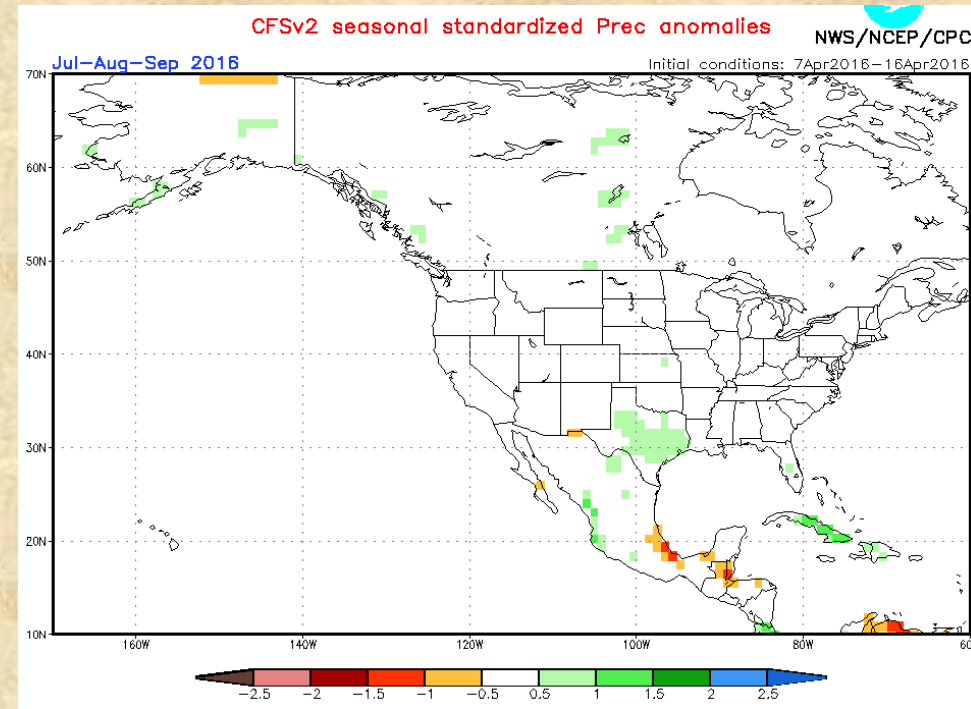 CFSv2 seasonal standardized Prec anomalies
NWS/NCEP/CPC
Jul-Aug-Sep 2016
Initial conditions: 7Apr2016-16Apr2016
70N
60N
50N
40N
30N
20N
10N
160W 140W 120W 100W 80W 60
-2.5 -2 -1.5 -1 -0.5 0.5 1 1.5 2 2.5